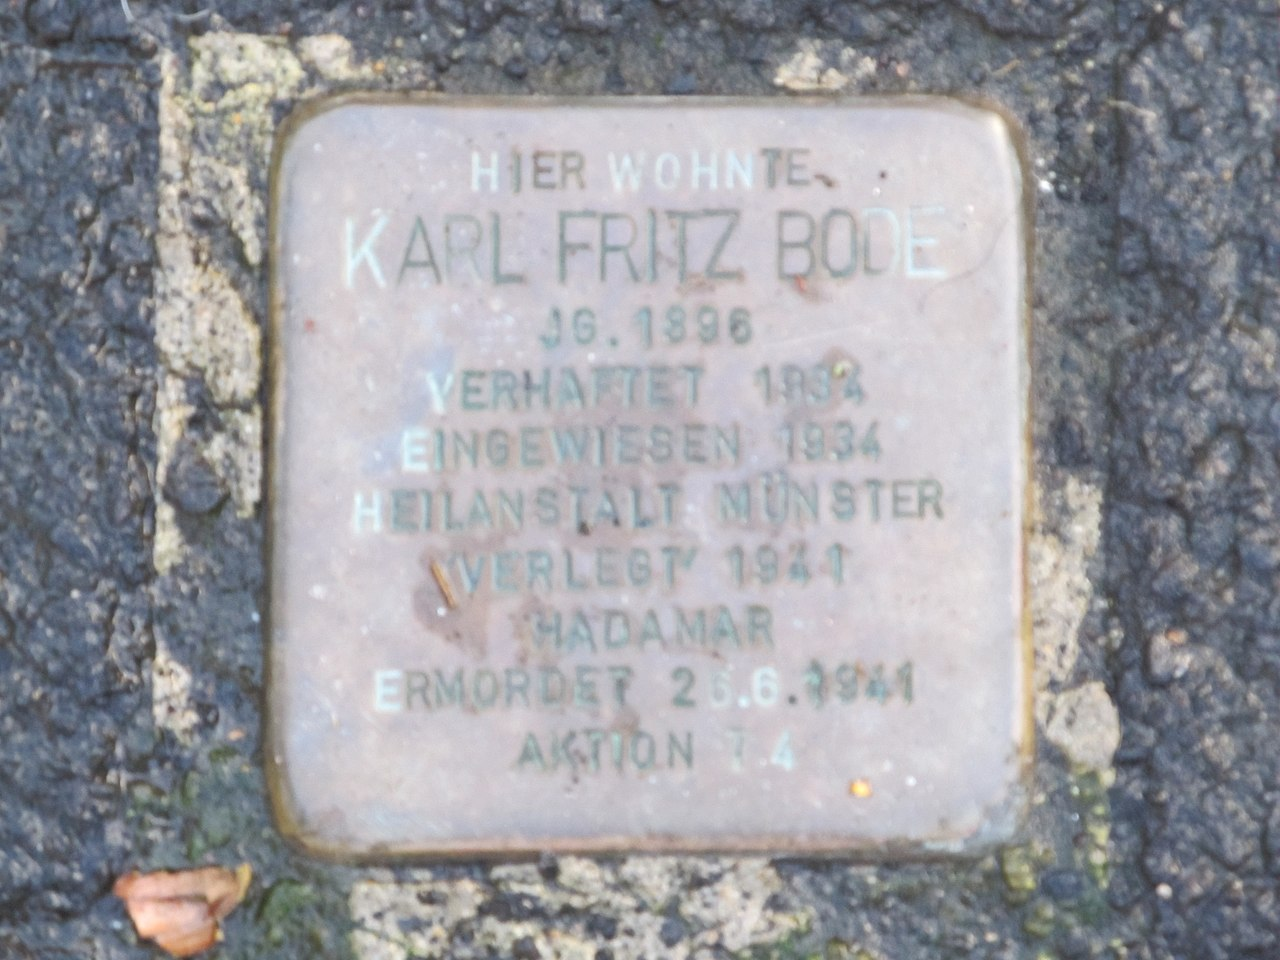 HIER WOHNTE
KARL FRITZ BODE
JG. 1896
VERHAFTET 1934
EINGEWIESEN 1934
HEILANSTALT MÜNSTER
'VERLEGT' 1941
HADAMAR
ERMORDET 26.6.1941
AKTION T4